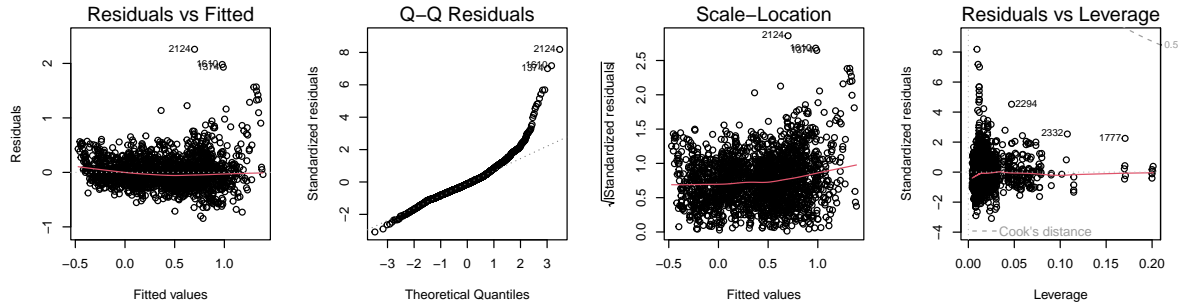 Residuals vs Fitted
Residuals
−1 0 1 2
2124
1610
1374
−0.5 0.0 0.5 1.0
Fitted values
Q−Q Residuals
Standardized residuals
−2 0 2 4 6 8
2124
1610
1374
−3 −2 −1 0 1 2 3
Theoretical Quantiles
Scale−Location
√|Standardized residuals|
0.0 0.5 1.0 1.5 2.0 2.5
2124
1610
1374
−0.5 0.0 0.5 1.0
Fitted values
Residuals vs Leverage
Standardized residuals
−4 −2 0 2 4 6 8
0.5
2294
2332
1777
Cook's distance
0.00 0.05 0.10 0.15 0.20
Leverage